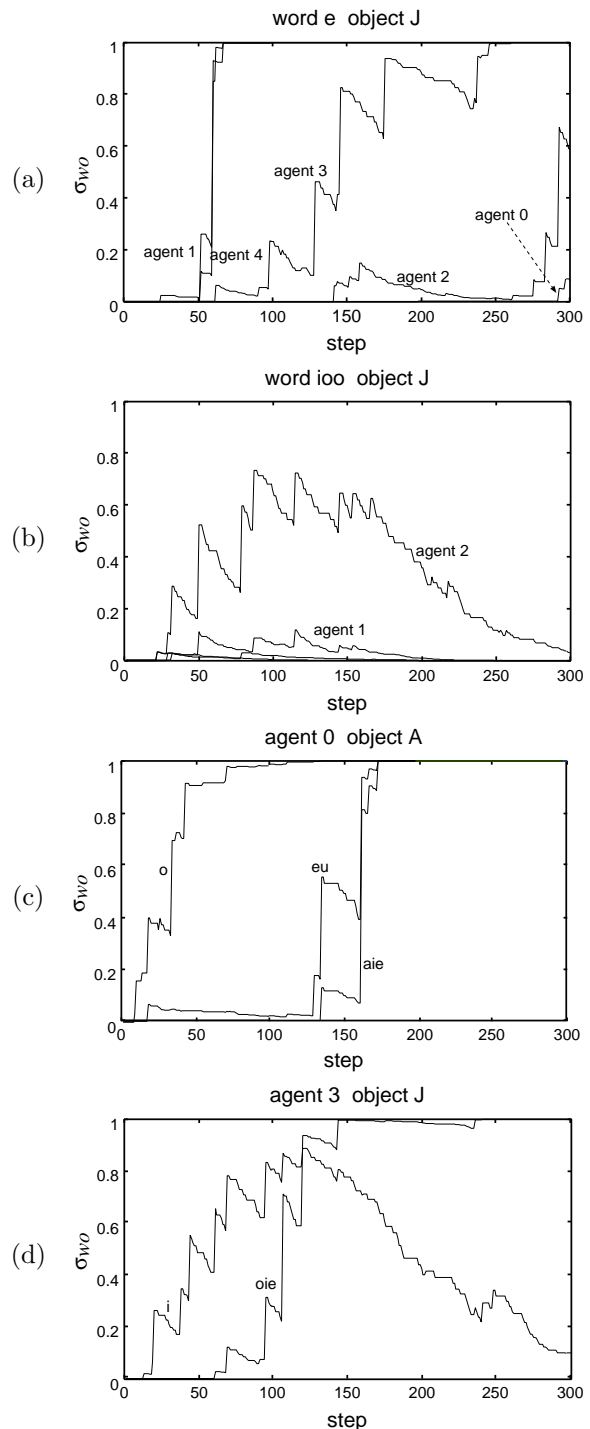 word e object J
(a)
σwo
1
0.8
0.6
0.4
0.2
0
agent 3
agent 0
agent 1
agent 4
agent 2
0 50 100 150 200 250 300
step
word ioo object J
(b)
σwo
1
0.8
0.6
0.4
0.2
0
agent 2
agent 1
0 50 100 150 200 250 300
step
agent 0 object A
(c)
σwo
1
0.8
0.6
0.4
0.2
0
o
eu
aie
0 50 100 150 200 250 300
step
agent 3 object J
(d)
σwo
1
0.8
0.6
0.4
0.2
0
i
oie
0 50 100 150 200 250 300
step